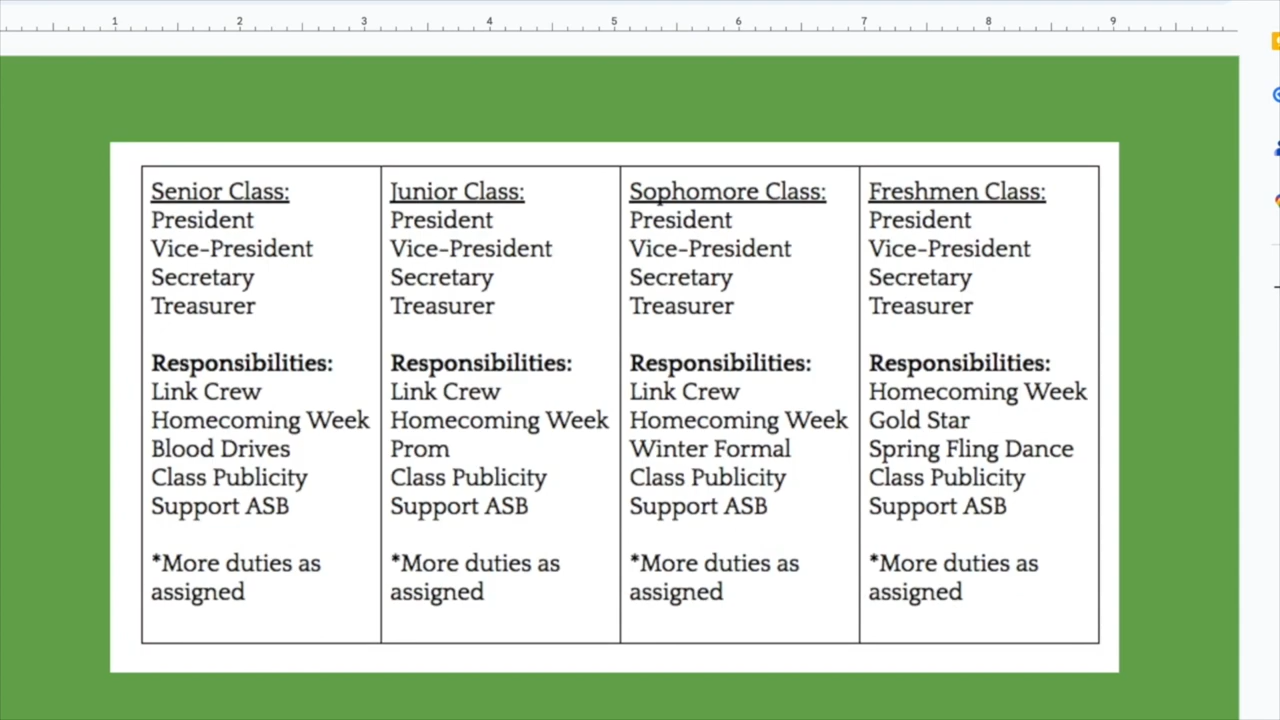 1 2 3 4 5 6 7 8 9
Senior Class:
President
Vice-President
Secretary
Treasurer
Responsibilities:
Link Crew
Homecoming Week
Blood Drives
Class Publicity
Support ASB
*More duties as
assigned
Junior Class:
President
Vice-President
Secretary
Treasurer
Responsibilities:
Link Crew
Homecoming Week
Prom
Class Publicity
Support ASB
*More duties as
assigned
Sophomore Class:
President
Vice-President
Secretary
Treasurer
Responsibilities:
Link Crew
Homecoming Week
Winter Formal
Class Publicity
Support ASB
*More duties as
assigned
Freshmen Class:
President
Vice-President
Secretary
Treasurer
Responsibilities:
Homecoming Week
Gold Star
Spring Fling Dance
Class Publicity
Support ASB
*More duties as
assigned